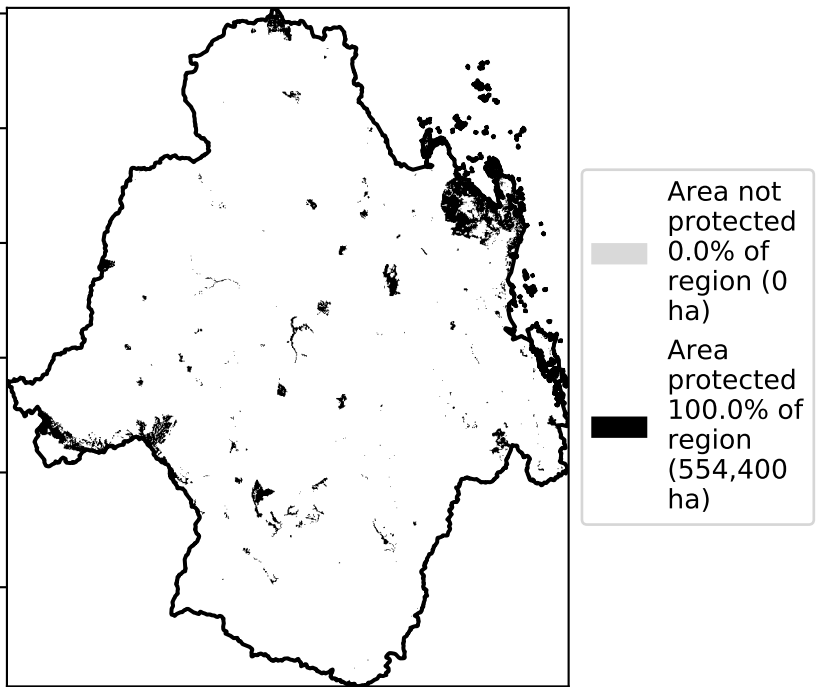 Area not
protected
0.0% of
region (0
ha)
Area
protected
100.0% of
region
(554,400
ha)